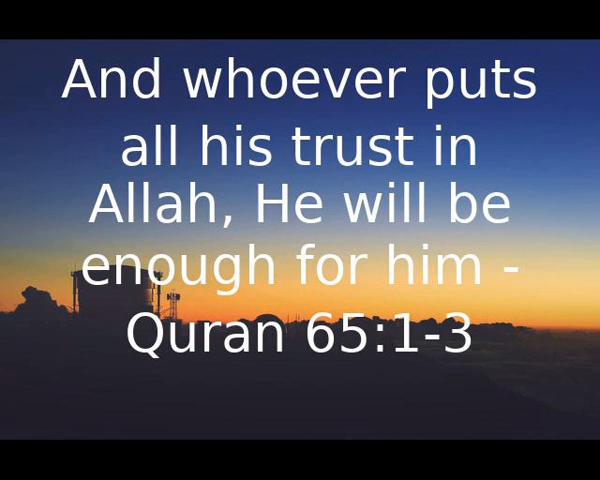 And whoever puts
all his trust in
Allah, He will be
enough for him -
Quran 65:1-3